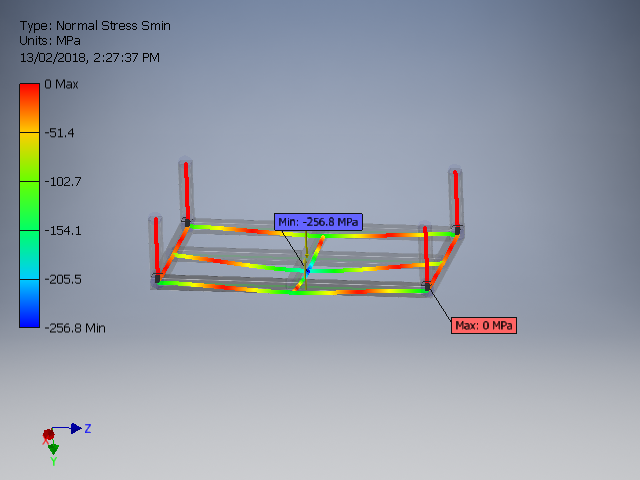 Type: Normal Stress Smin
Units: MPa
13/02/2018, 2:27:37 PM
0 Max
-51.4
-102.7
-154.1
-205.5
-256.8 Min
Min: -256.8 MPa
Max: 0 MPa
Z
X
Y